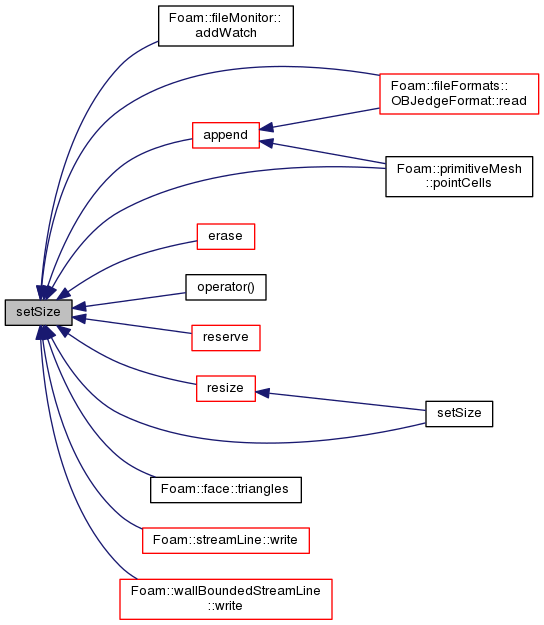 Foam::fileMonitor::
addWatch
Foam::fileFormats::
OBJedgeFormat::read
append
Foam::primitiveMesh
::pointCells
erase
operator()
setSize
reserve
resize
setSize
Foam::face::triangles
Foam::streamLine::write
Foam::wallBoundedStreamLine
::write